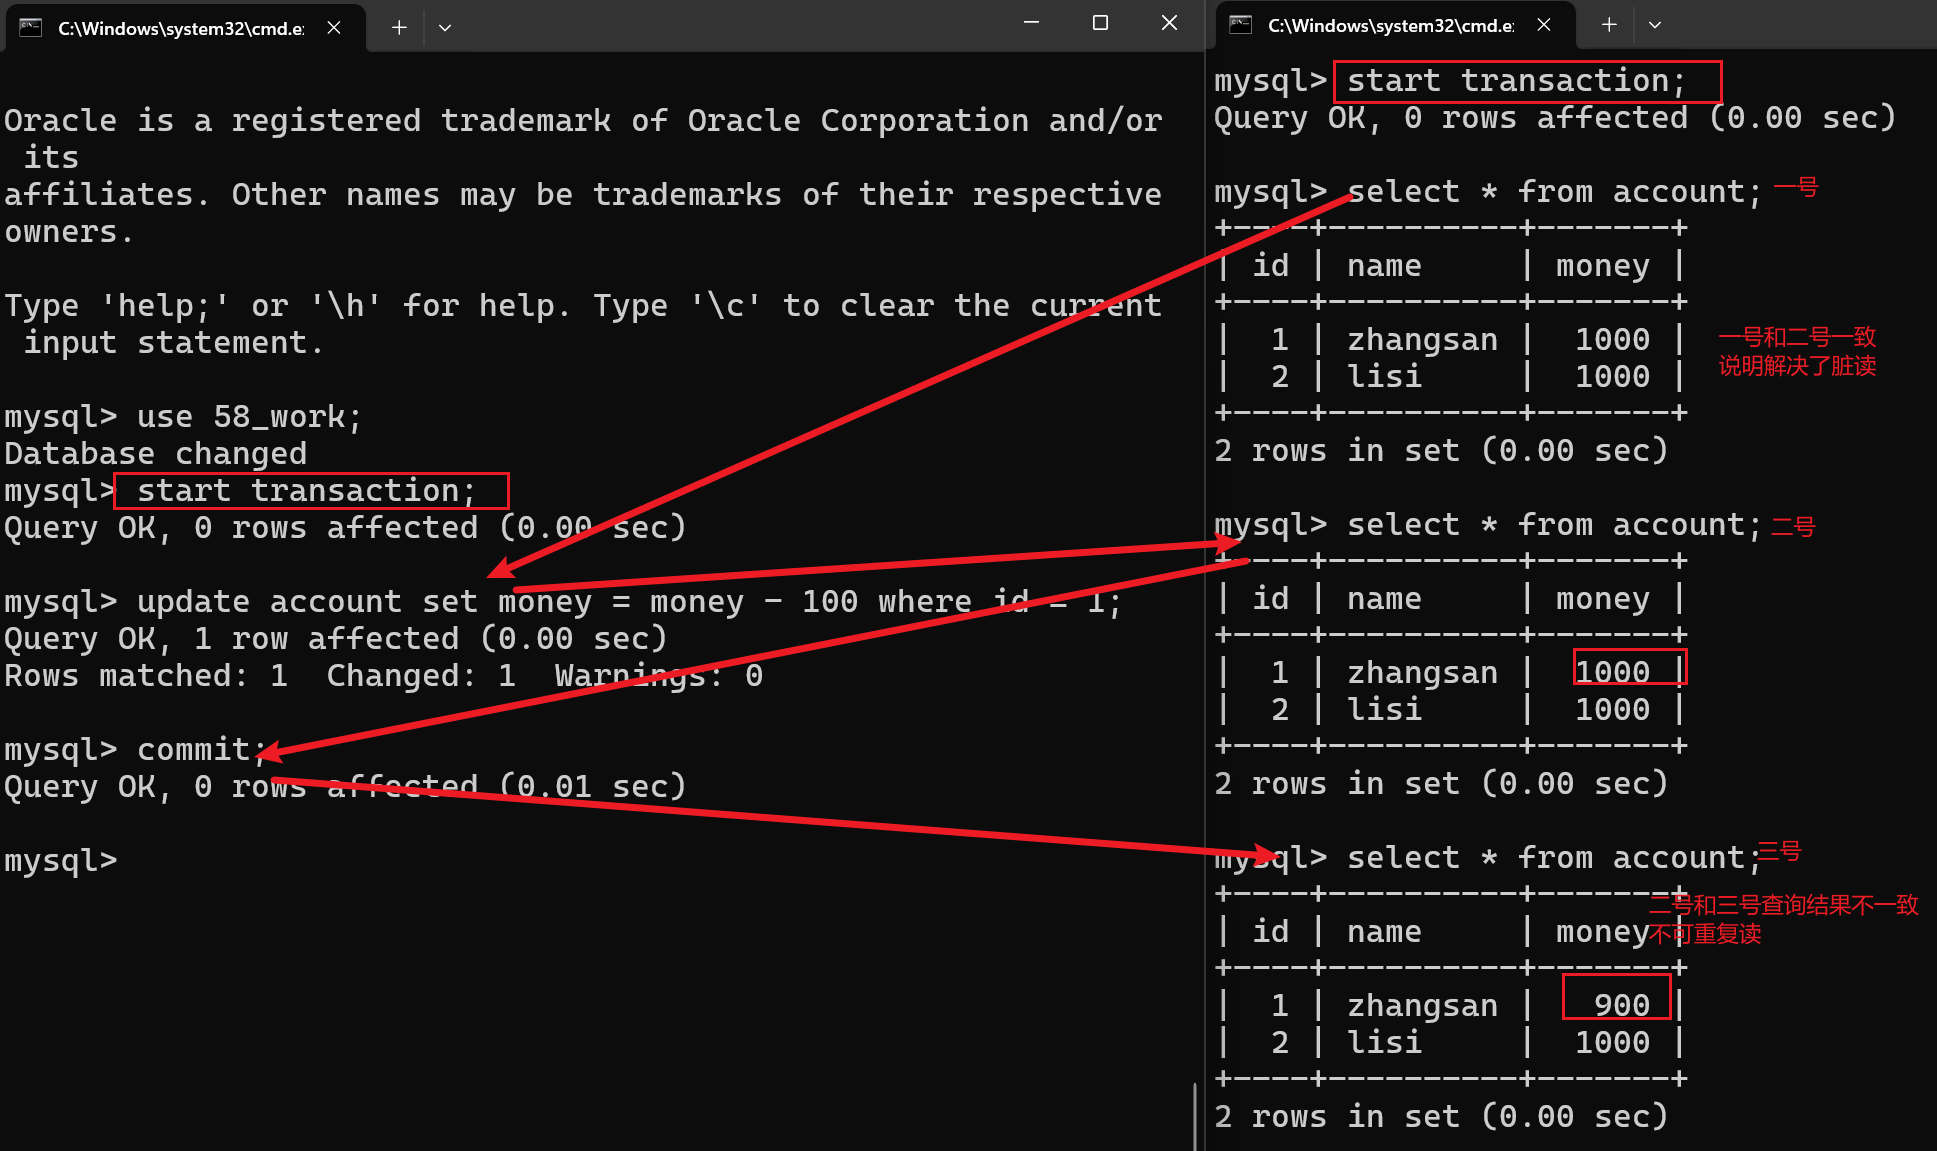 C:\Windows\system32\cmd.e
Oracle is a registered trademark of Oracle Corporation and/or
its
affiliates. Other names may be trademarks of their respective
owners.
Type 'help;' or '\h' for help. Type '\c' to clear the current
input statement.
mysql> use 58_work;
Database changed
mysql> start transaction;
Query OK, 0 rows affected (0.00 sec)
mysql> update account set money = money - 100 where id = 1;
Query OK, 1 row affected (0.00 sec)
Rows matched: 1  Changed: 1  Warnings: 0
mysql> commit;
Query OK, 0 rows affected (0.01 sec)
mysql>
C:\Windows\system32\cmd.e
mysql> start transaction;
Query OK, 0 rows affected (0.00 sec)
mysql> select * from account; 一号
+----+----------+-------+
| id | name     | money |
+----+----------+-------+
|  1 | zhangsan |  1000 |
|  2 | lisi     |  1000 |
+----+----------+-------+
一号和二号一致
说明解决了脏读
2 rows in set (0.00 sec)
mysql> select * from account; 二号
+----+----------+-------+
| id | name     | money |
+----+----------+-------+
|  1 | zhangsan |  1000 |
|  2 | lisi     |  1000 |
+----+----------+-------+
2 rows in set (0.00 sec)
mysql> select * from account; 三号
+----+----------+-------+
二号和三号查询结果不一致
| id | name     | money |
不可重复读
+----+----------+-------+
|  1 | zhangsan |   900 |
|  2 | lisi     |  1000 |
+----+----------+-------+
2 rows in set (0.00 sec)